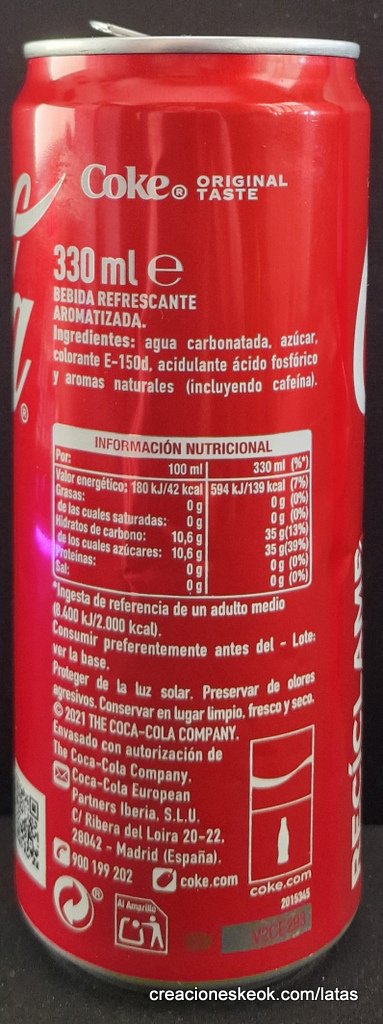 Coke® ORIGINAL TASTE
330 ml ℮
BEBIDA REFRESCANTE
AROMATIZADA.
Ingredientes: agua carbonatada, azúcar,
colorante E-150d, acidulante ácido fosfórico
y aromas naturales (incluyendo cafeína).
INFORMACIÓN NUTRICIONAL
Por: 100 ml 330 ml (%*)
Valor energético: 180 kJ/42 kcal 594 kJ/139 kcal (7%)
Grasas: 0 g 0 g (0%)
de las cuales saturadas: 0 g 0 g (0%)
Hidratos de carbono: 10,6 g 35 g(13%)
de los cuales azúcares: 10,6 g 35 g(39%)
Proteínas: 0 g 0 g (0%)
Sal: 0 g 0 g (0%)
*Ingesta de referencia de un adulto medio
(8.400 kJ/2.000 kcal).
Consumir preferentemente antes del - Lote:
ver la base.
Proteger de la luz solar. Preservar de olores
agresivos. Conservar en lugar limpio, fresco y seco.
© 2021 THE COCA-COLA COMPANY.
Envasado con autorización de
The Coca-Cola Company.
Coca-Cola European
Partners Iberia, S.L.U.
C/ Ribera del Loira 20-22,
28042 - Madrid (España).
900 199 202 coke.com
coke.com
®
Al Amarillo
2015345
RECÍCLAME
®
creacioneskeok.com/latas